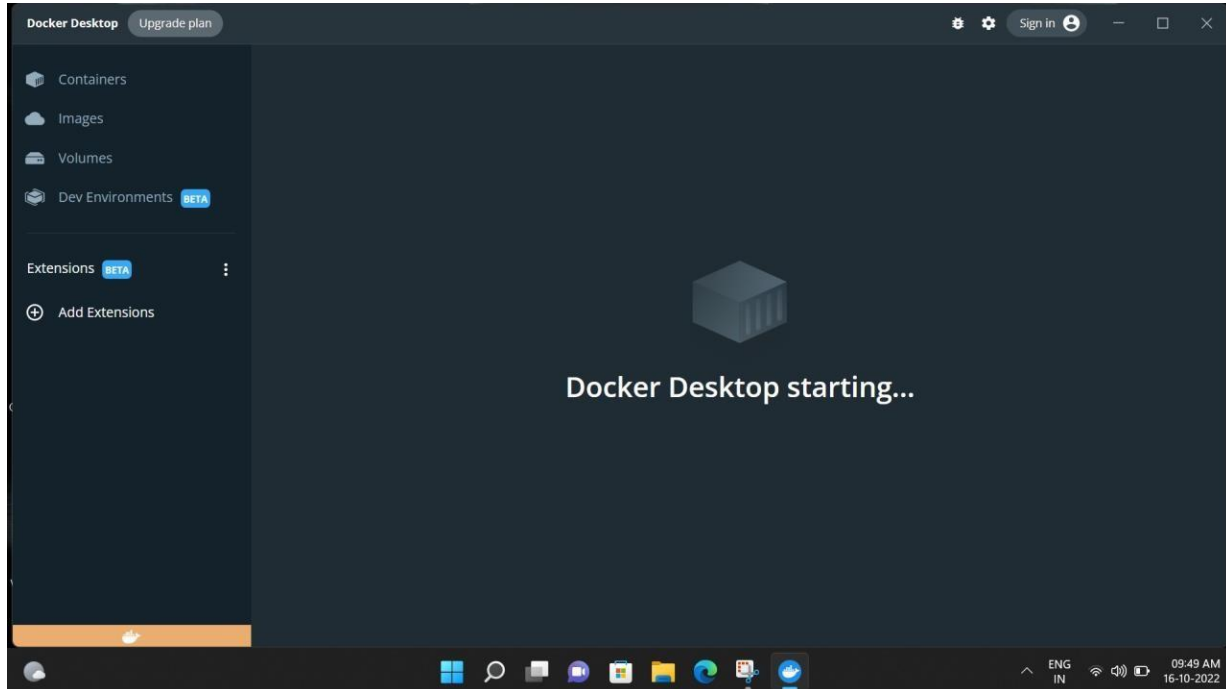 Docker Desktop Upgrade plan Sign in
Containers
Images
Volumes
Dev Environments BETA
Extensions BETA
Add Extensions
Docker Desktop starting...
ENG
IN
09:49 AM
16-10-2022